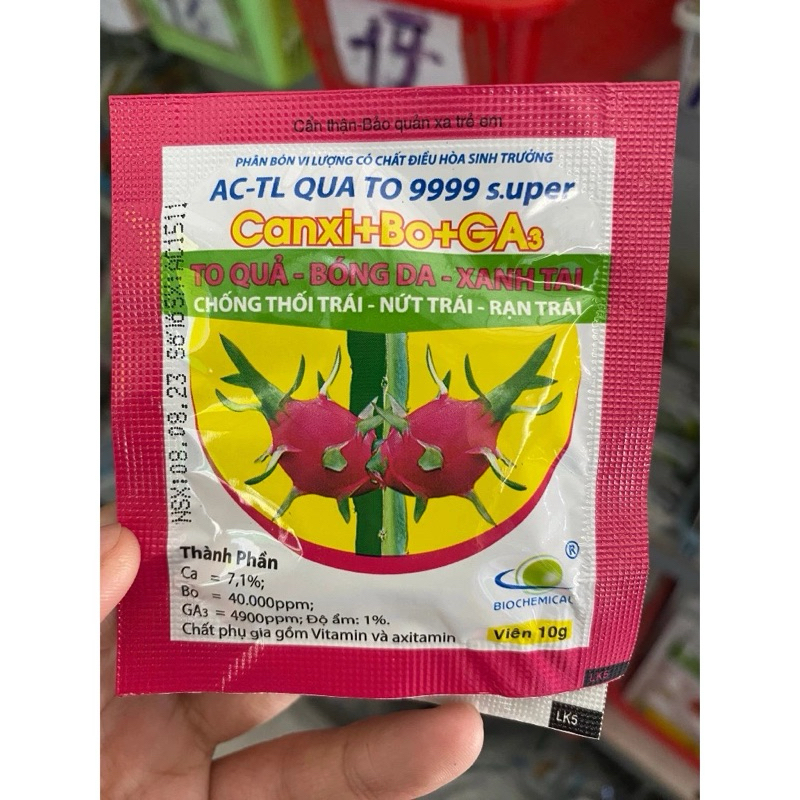 Cẩn thận-Bảo quản xa trẻ em
PHÂN BÓN VI LƯỢNG CÓ CHẤT ĐIỀU HÒA SINH TRƯỞNG
AC-TL QUA TO 9999 s.uper
Canxi+Bo+GA₃
TO QUẢ - BÓNG DA - XANH TAI
CHỐNG THỐI TRÁI - NỨT TRÁI - RẠN TRÁI
NSX:08.08.23
Thành Phần
Ca = 7,1%;
Bo = 40.000ppm;
GA₃ = 4900ppm; Độ ẩm: 1%.
Chất phụ gia gồm Vitamin và axitamin
®
BIOCHEMICAL
Viên 10g
LK5
LK5